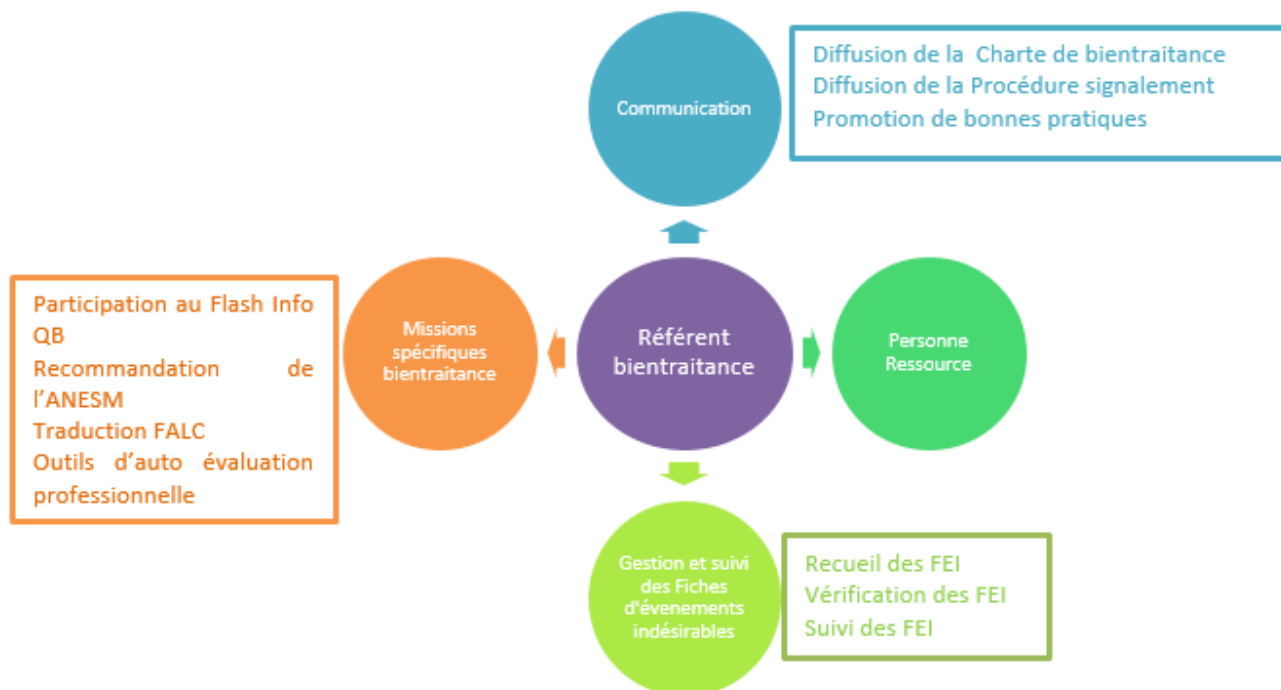 Communication
Diffusion de la Charte de bientraitance
Diffusion de la Procédure signalement
Promotion de bonnes pratiques
Participation au Flash Info
QB
Recommandation de
l'ANESM
Traduction FALC
Outils d'auto évaluation
professionnelle
Missions
spécifiques
bientraitance
Référent
bientraitance
Personne
Ressource
Gestion et suivi
des Fiches
d'évenements
indésirables
Recueil des FEI
Vérification des FEI
Suivi des FEI